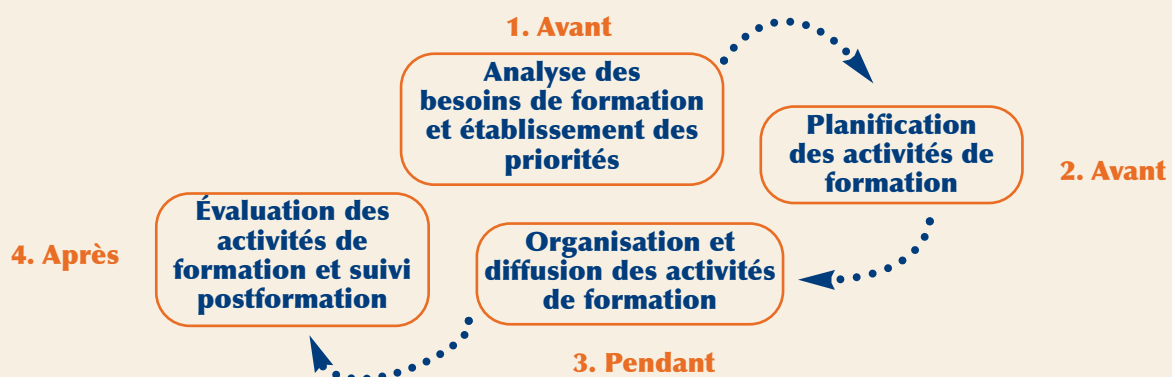 1. Avant
Analyse des
besoins de formation
et établissement des
priorités
Planification
des activités de
formation
2. Avant
Organisation et
diffusion des activités
de formation
3. Pendant
Évaluation des
activités de
formation et suivi
postformation
4. Après